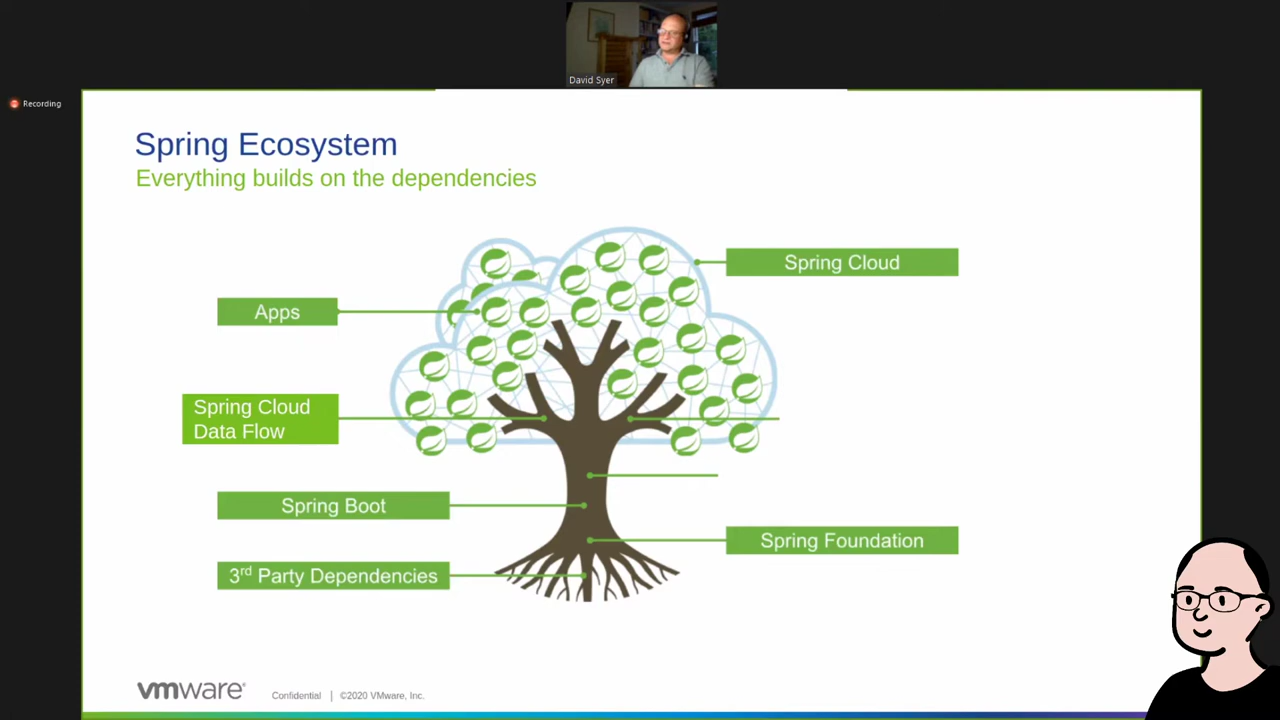 David Syer
Recording
Spring Ecosystem
Everything builds on the dependencies
Spring Cloud
Apps
Spring Cloud
Data Flow
Spring Boot
Spring Foundation
3rd Party Dependencies
vmware®
Confidential | ©2020 VMware, Inc.